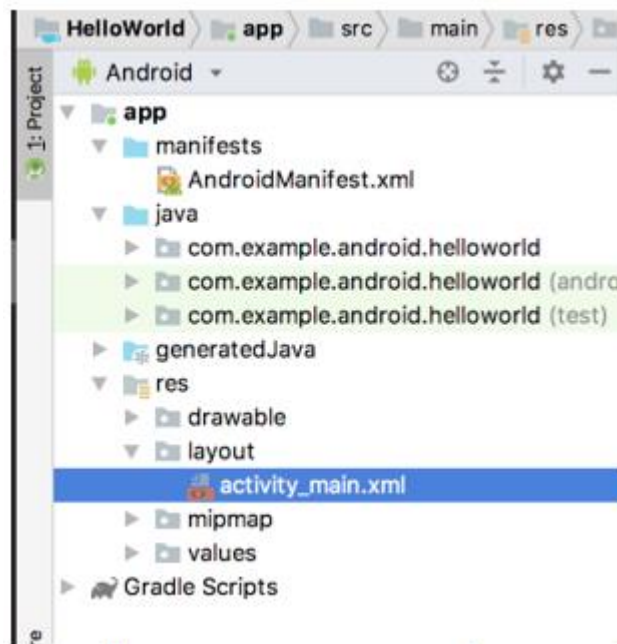 HelloWorld app src main res
Android
1: Project
app
manifests
AndroidManifest.xml
java
com.example.android.helloworld
com.example.android.helloworld (andro
com.example.android.helloworld (test)
generatedJava
res
drawable
layout
activity_main.xml
mipmap
values
Gradle Scripts